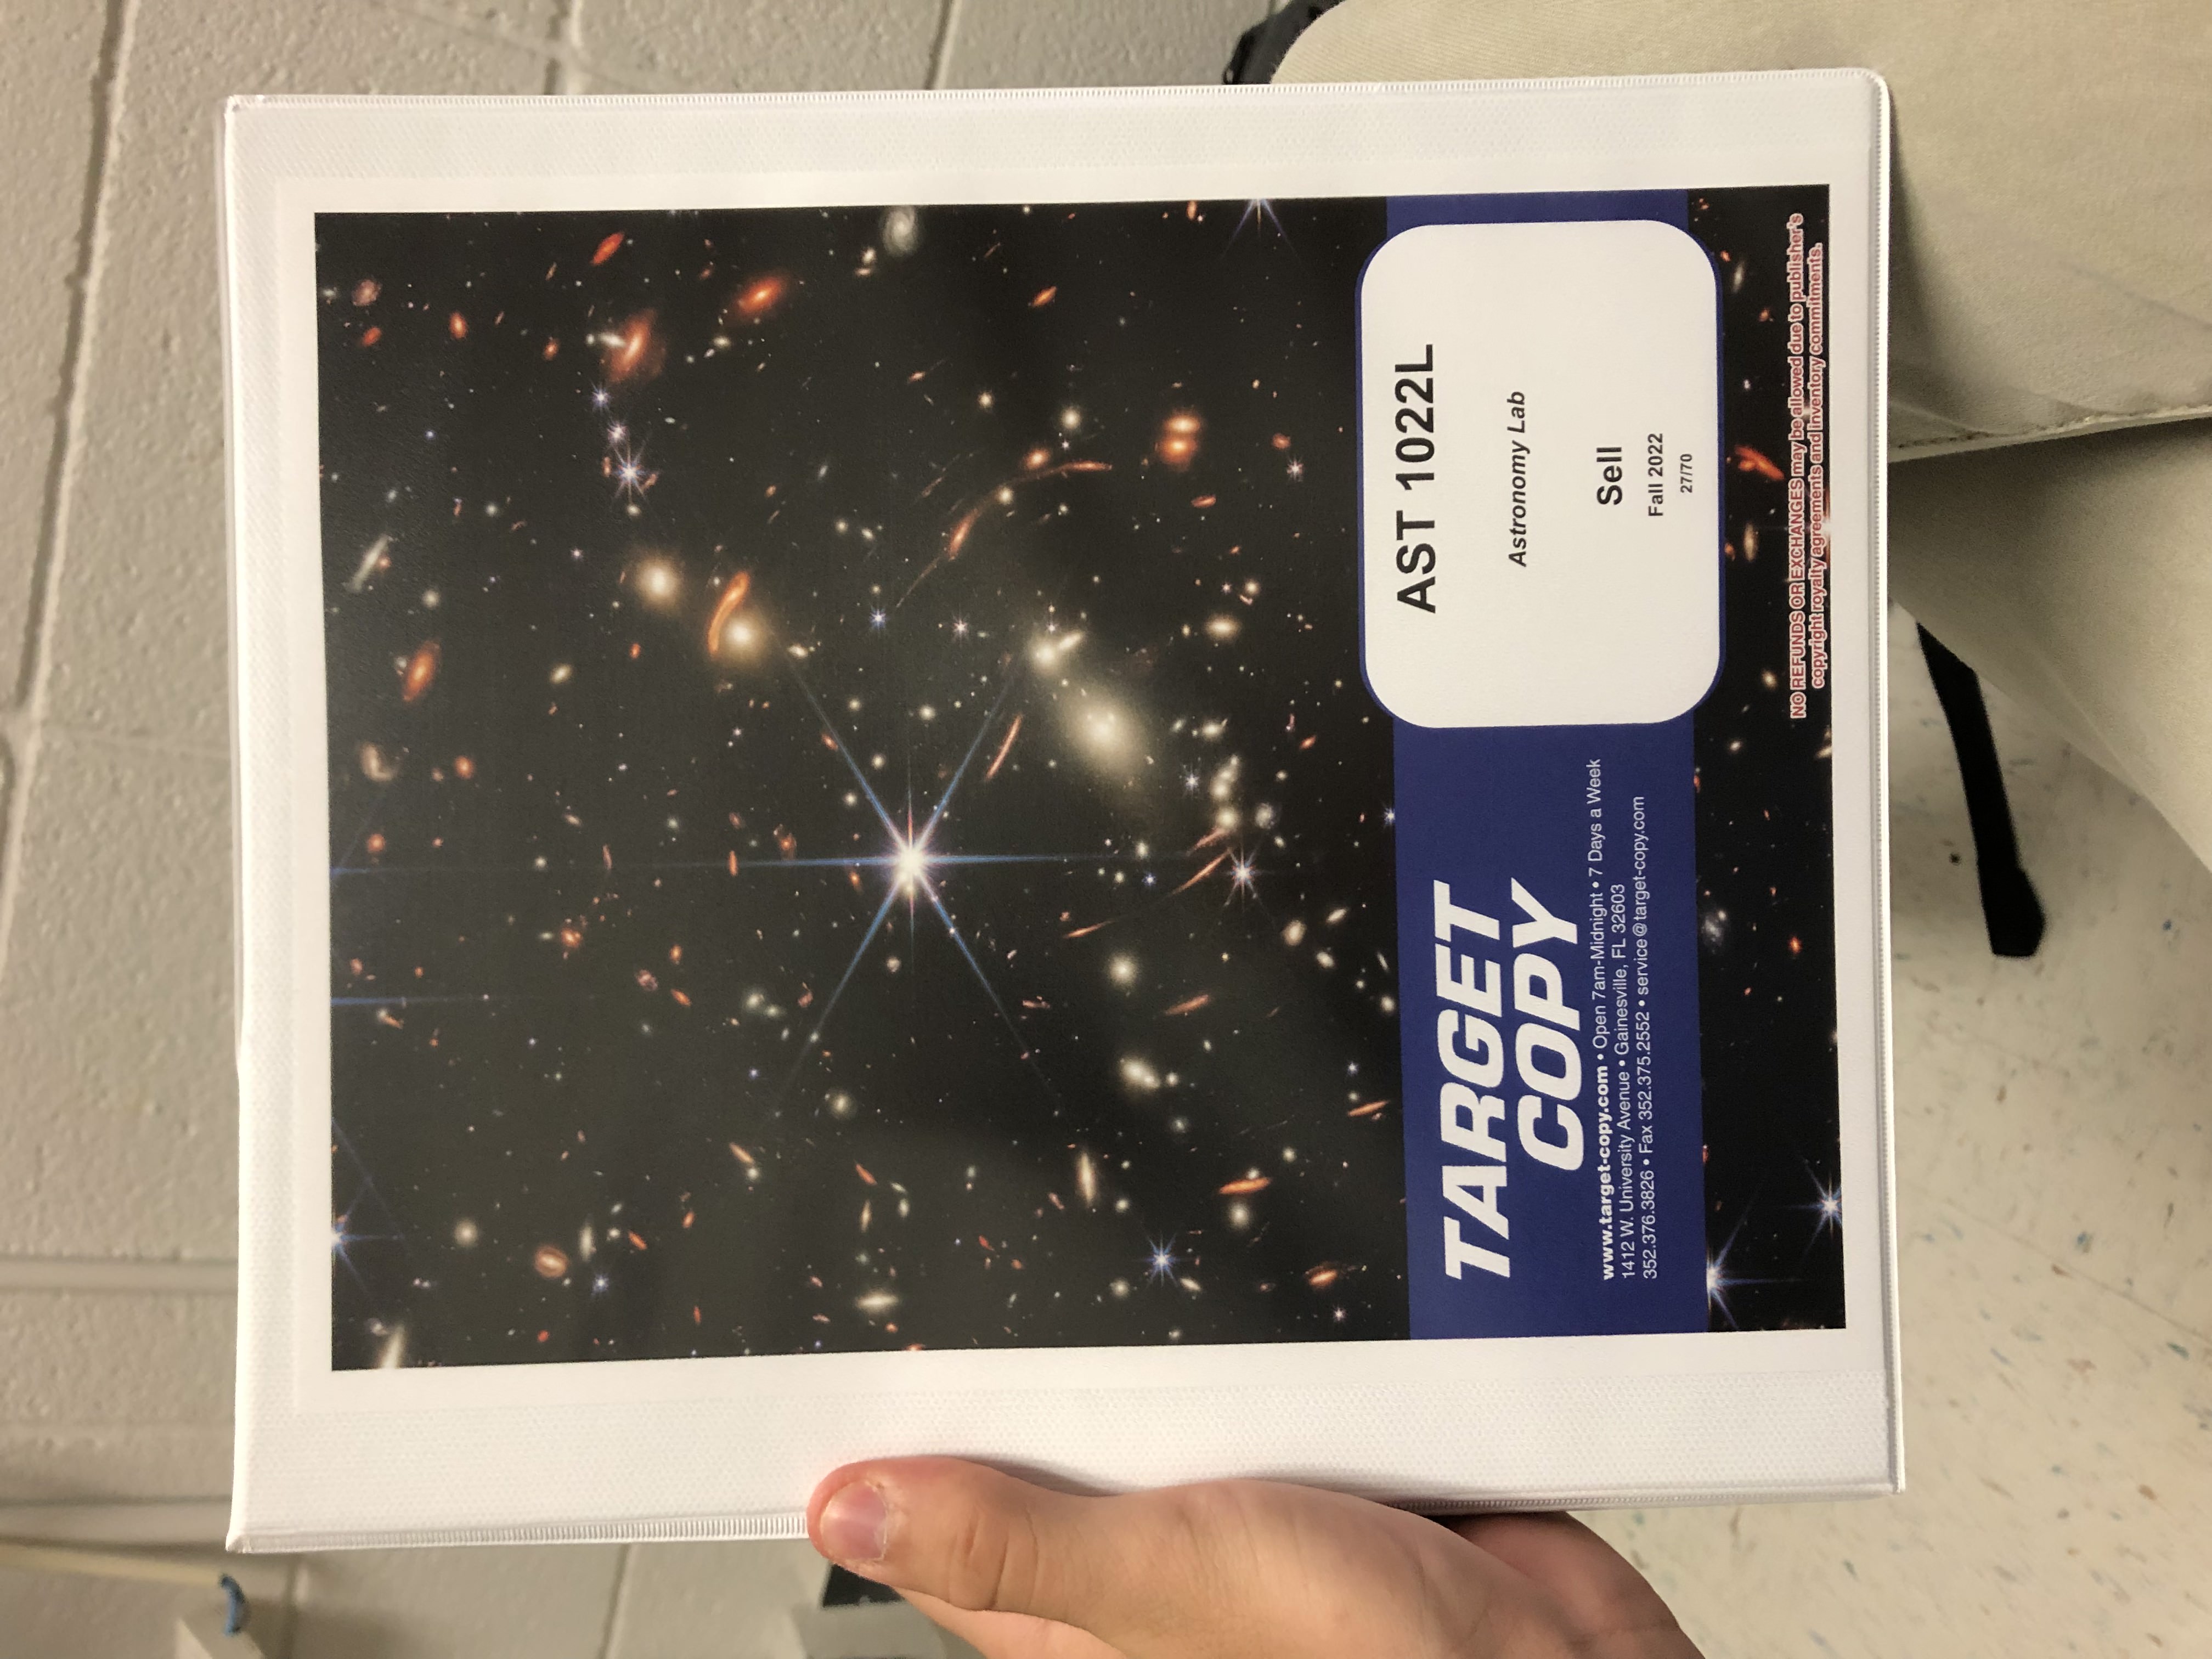 TARGET
COPY
www.target-copy.com • Open 7am-Midnight • 7 Days a Week
1412 W. University Avenue • Gainesville, FL 32603
352.376.3826 • Fax 352.375.2552 • service@target-copy.com
AST 1022L
Astronomy Lab
Sell
Fall 2022
27/70
NO REFUNDS OR EXCHANGES may be allowed due to publisher's
copyright royalty agreements and inventory commitments.